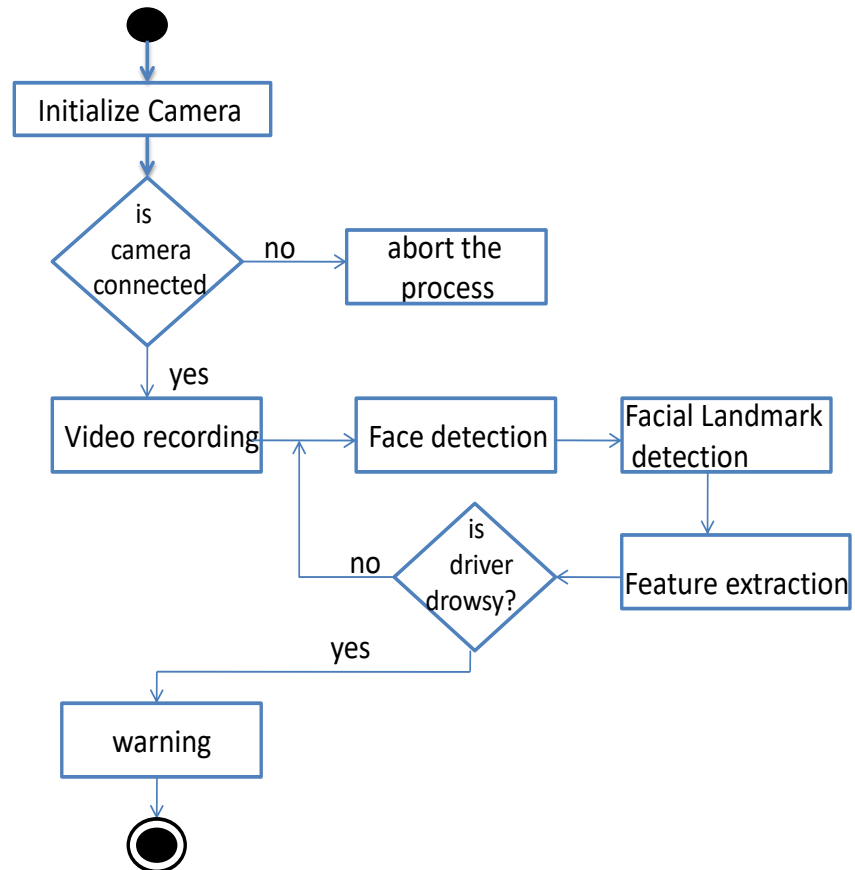 Initialize Camera
is
camera
connected
no
abort the
process
yes
Video recording
Face detection
Facial Landmark
detection
is
driver
drowsy?
no
Feature extraction
yes
warning